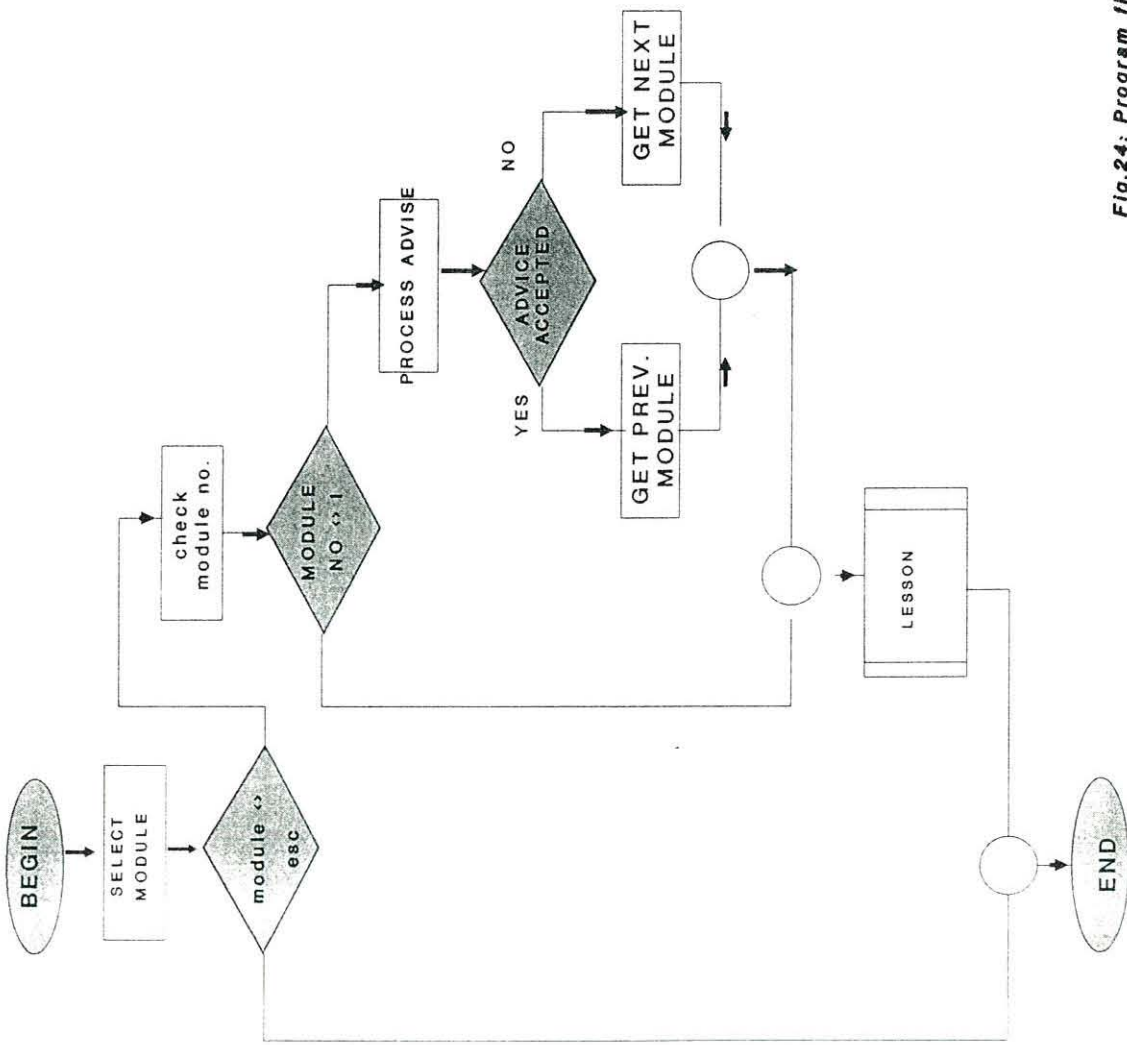 BEGIN
SELECT
MODULE
module <>
esc
check
module no.
MODULE
NO <> 1
PROCESS ADVISE
ADVICE
ACCEPTED
YES
NO
GET PREV.
MODULE
GET NEXT
MODULE
LESSON
END
Fig.24: Program